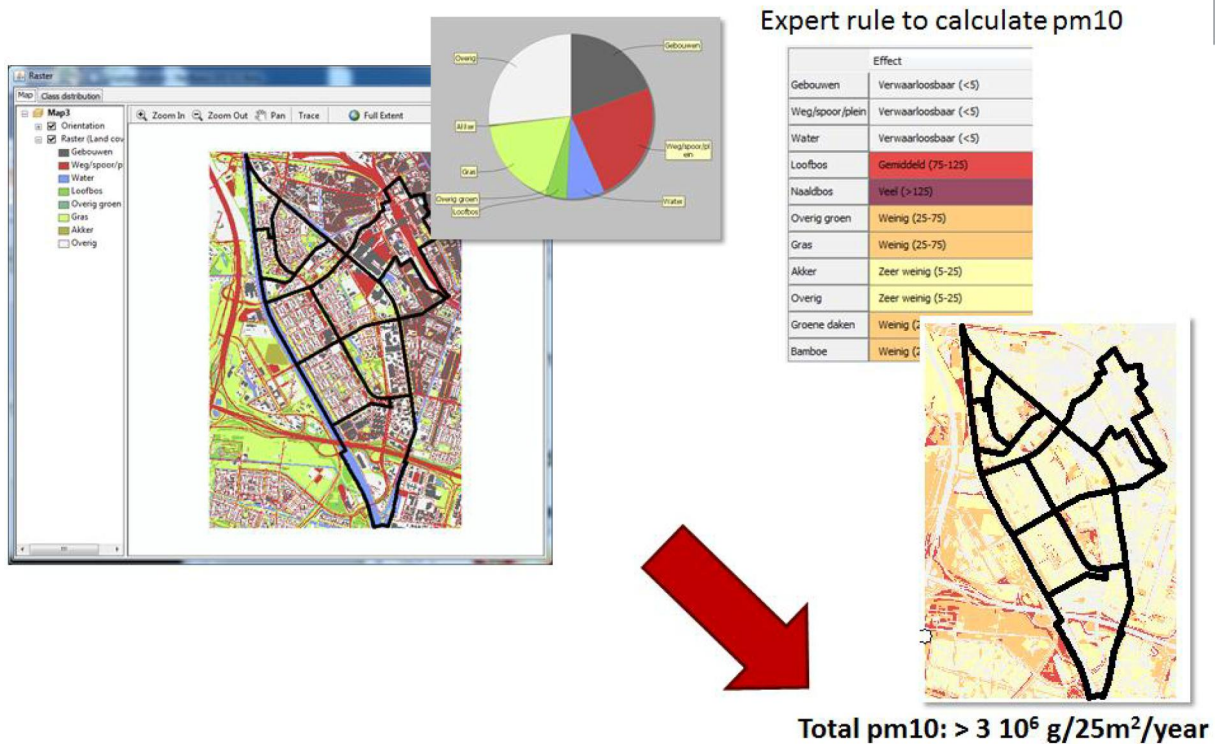 Expert rule to calculate pm10
Raster
Map Class distribution
Map3
Orientation
Raster (Land cov
Gebouwen
Weg/spoor/p
Water
Loofbos
Overig groen
Gras
Akker
Overig
Zoom In Zoom Out Pan Trace Full Extent
Overig
Gebouwen
Akker
Gras
Weg/spoor/pl
ein
Overig groen
Loofbos
Water
Effect
Gebouwen Verwaarloosbaar (<5)
Weg/spoor/plein Verwaarloosbaar (<5)
Water Verwaarloosbaar (<5)
Loofbos Gemiddeld (75-125)
Naaldbos Veel (>125)
Overig groen Weinig (25-75)
Gras Weinig (25-75)
Akker Zeer weinig (5-25)
Overig Zeer weinig (5-25)
Groene daken Weinig (2
Bamboe Weinig (2
Total pm10: > 3 10⁶ g/25m²/year